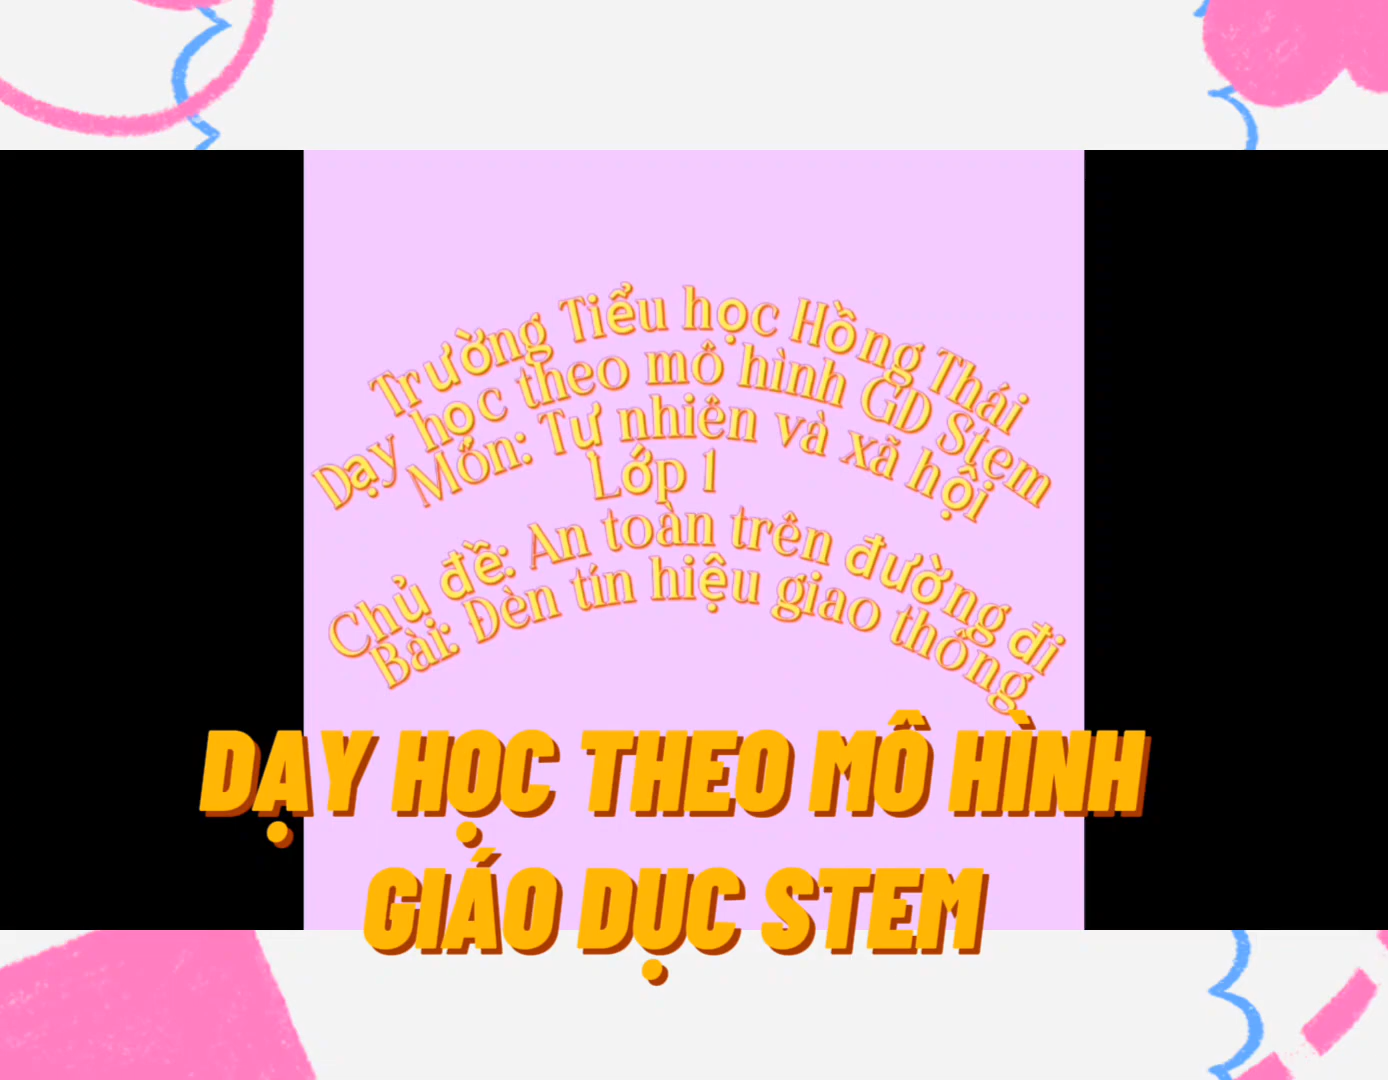 Trường Tiểu học Hồng Thái
Dạy học theo mô hình GD Stem
Môn: Tự nhiên và xã hội
Lớp 1
Chủ đề: An toàn trên đường đi
Bài: Đèn tín hiệu giao thông
DẠY HỌC THEO MÔ HÌNH
GIÁO DỤC STEM